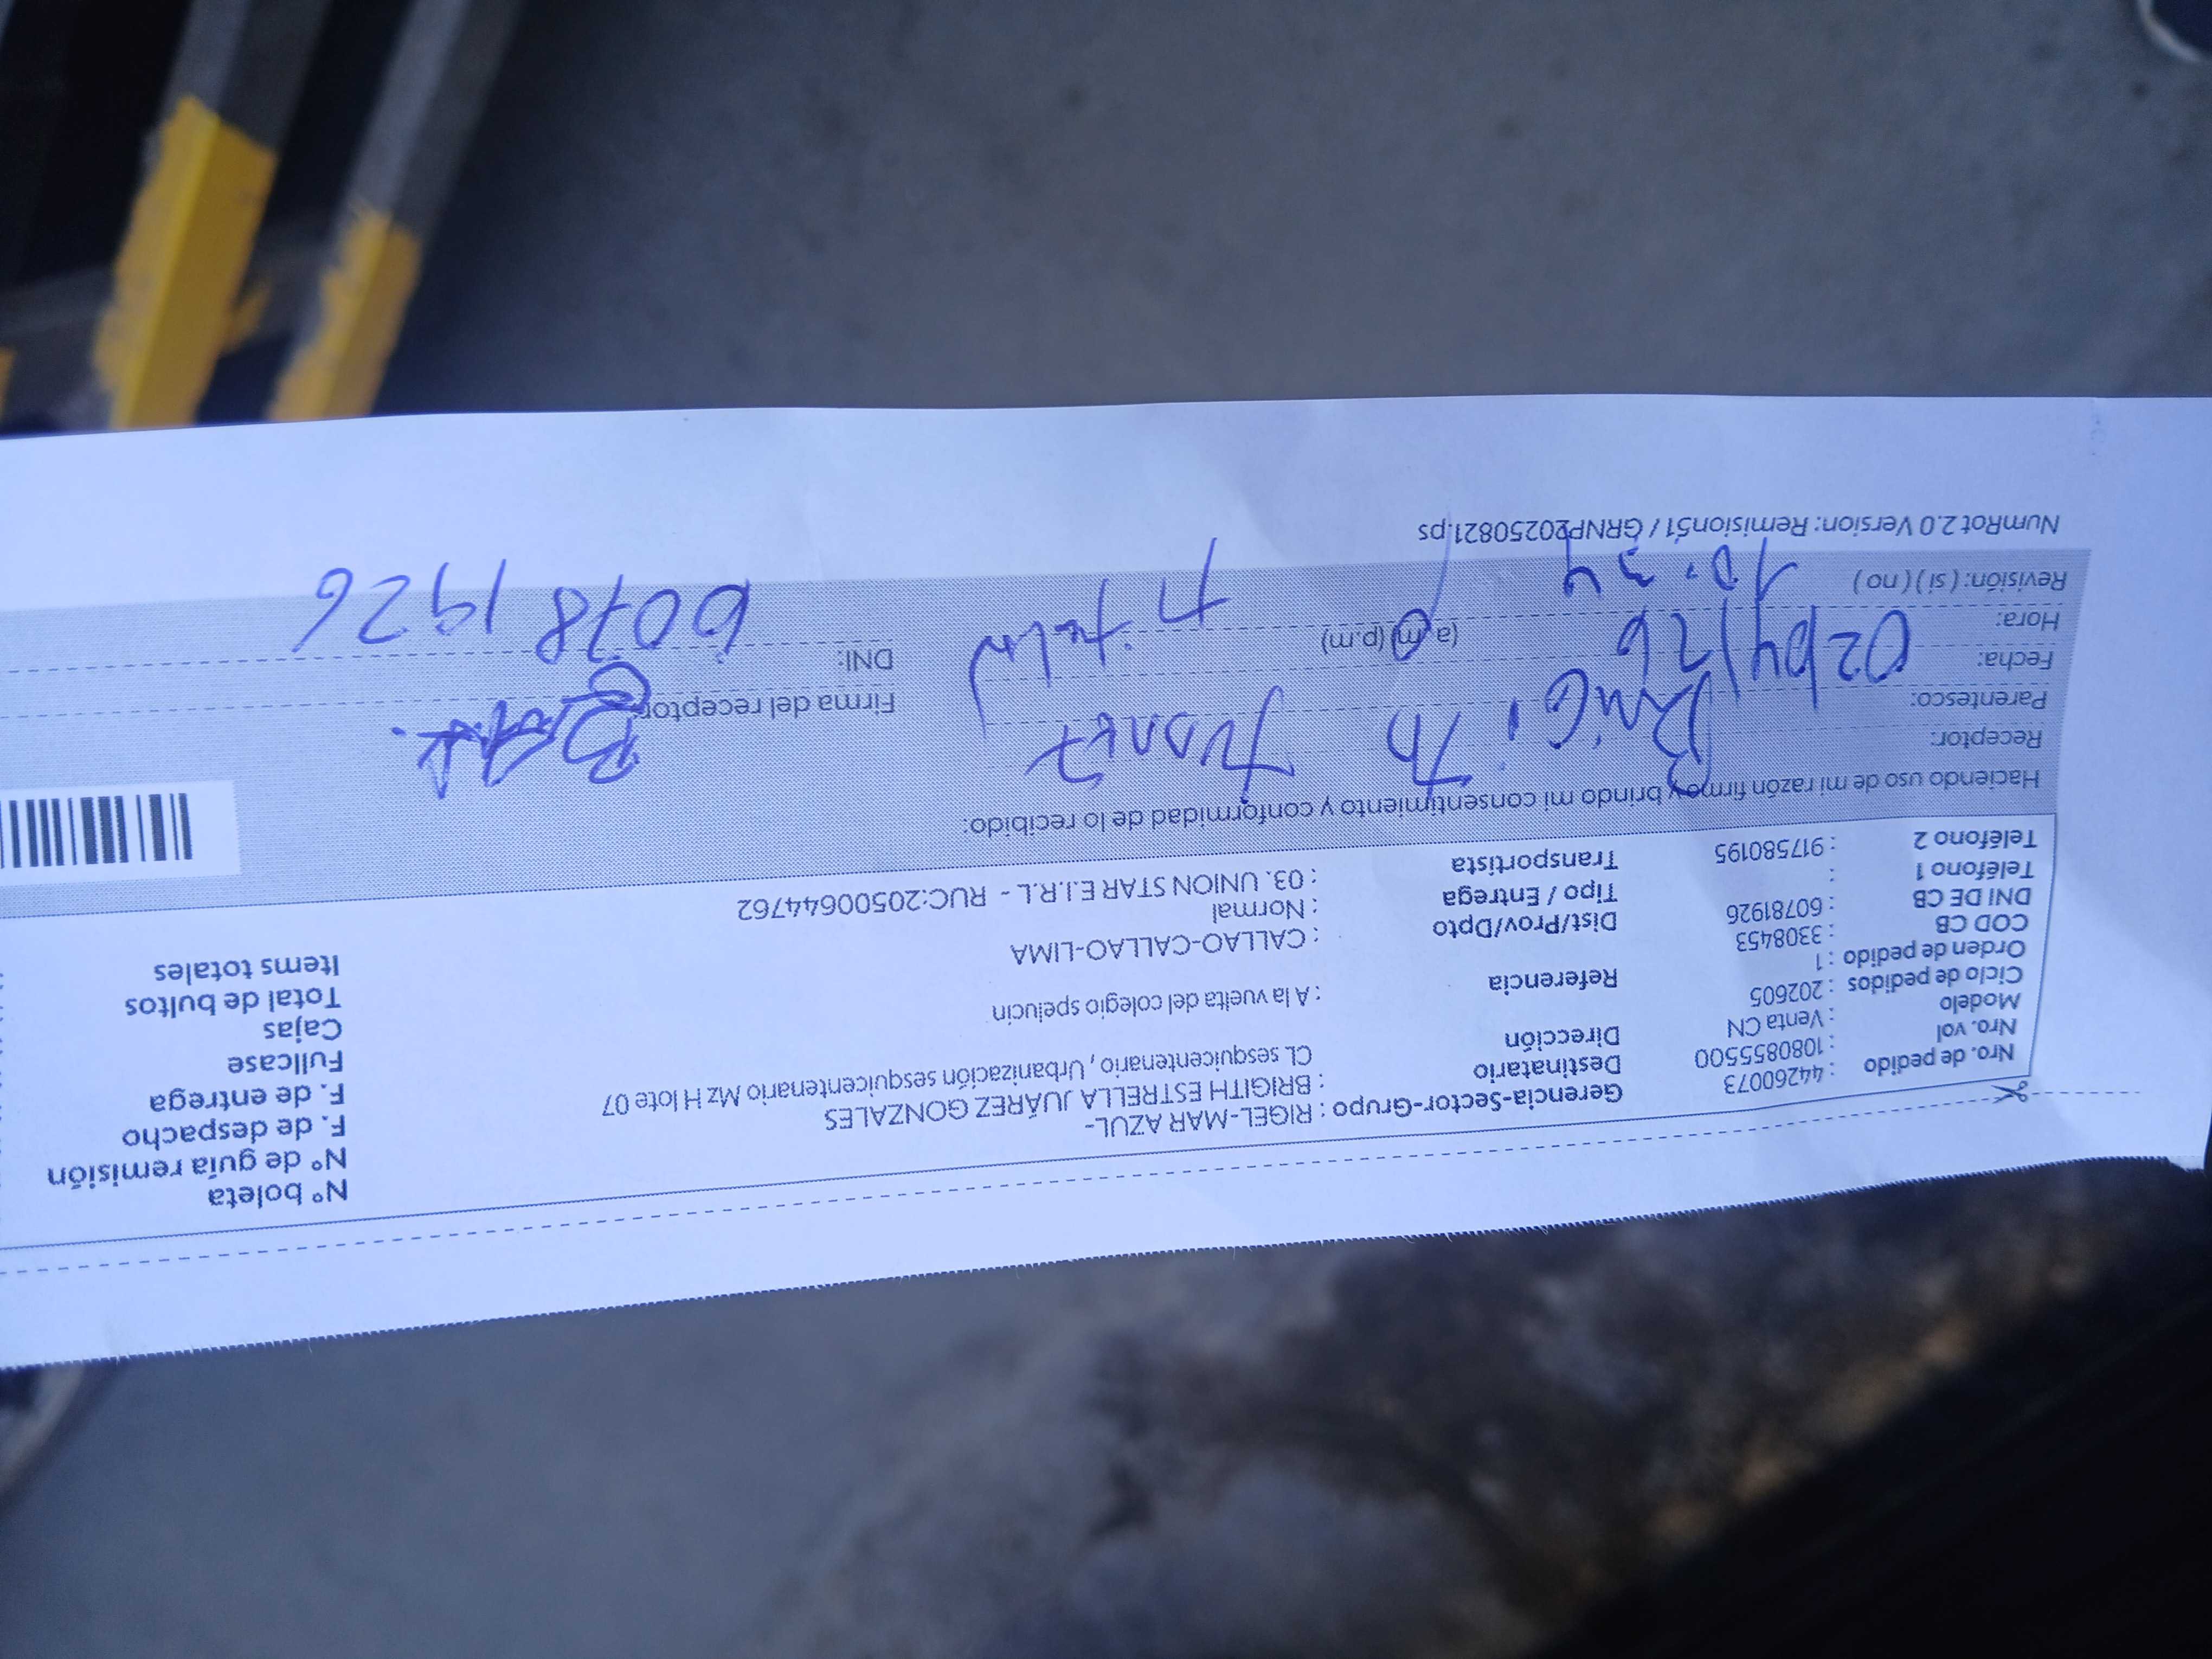 Gerencia-Sector-Grupo : RIGEL-MAR AZUL-
Nro. de pedido : 44260073
Nro. vol : 1080855500
Modelo : Venta CN
Ciclo de pedidos : 202605
Orden de pedido : 1
COD CB : 3308453
DNI DE CB : 60781926
Teléfono 1 :
Teléfono 2 : 917580195
Destinatario : BRIGITH ESTRELLA JUÁREZ GONZALES
Dirección CL sesquicentenario , Urbanización sesquicentenario Mz H lote 07
Referencia : A la vuelta del colegio spelucin
Dist/Prov/Dpto : CALLAO-CALLAO-LIMA
Tipo / Entrega : Normal
Transportista : 03. UNION STAR E.I.R.L - RUC:20500644762
N° boleta
N° de guía remisión
F. de despacho
F. de entrega
Fullcase
Cajas
Total de bultos
Items totales
Haciendo uso de mi razón firmo y brindo mi consentimiento y conformidad de lo recibido:
Receptor:
Parentesco:
Fecha: 02/04/26
Hora: 10:34 (a.m) (p.m)
Revisión: ( si ) ( no )
Firma del receptor:
DNI: 60781926
NumRot 2.0 Version: Remision51 / GRNP20250821.ps